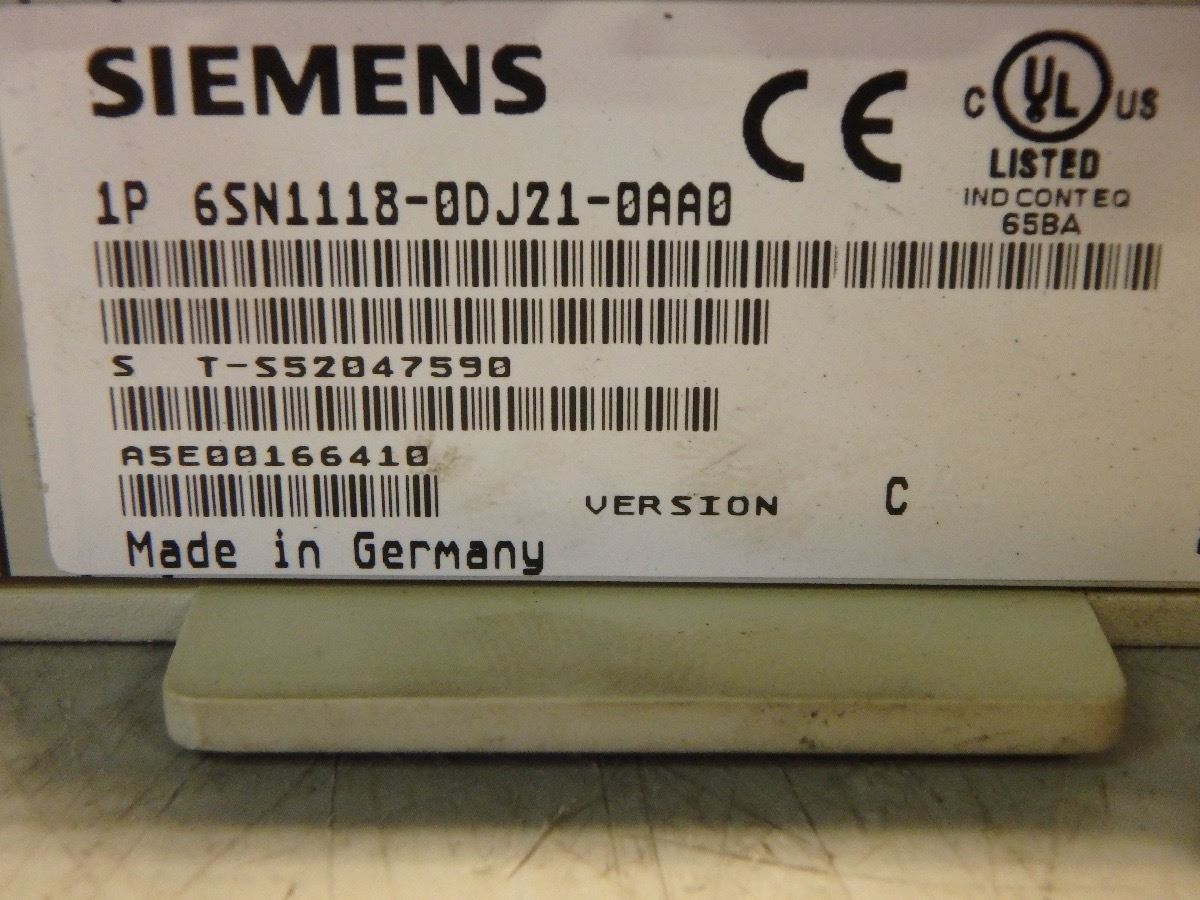 SIEMENS
CE
C UL US
LISTED
IND CONT EQ
65BA
1P 6SN1118-0DJ21-0AA0
S T-S52047590
A5E00166410
VERSION C
Made in Germany